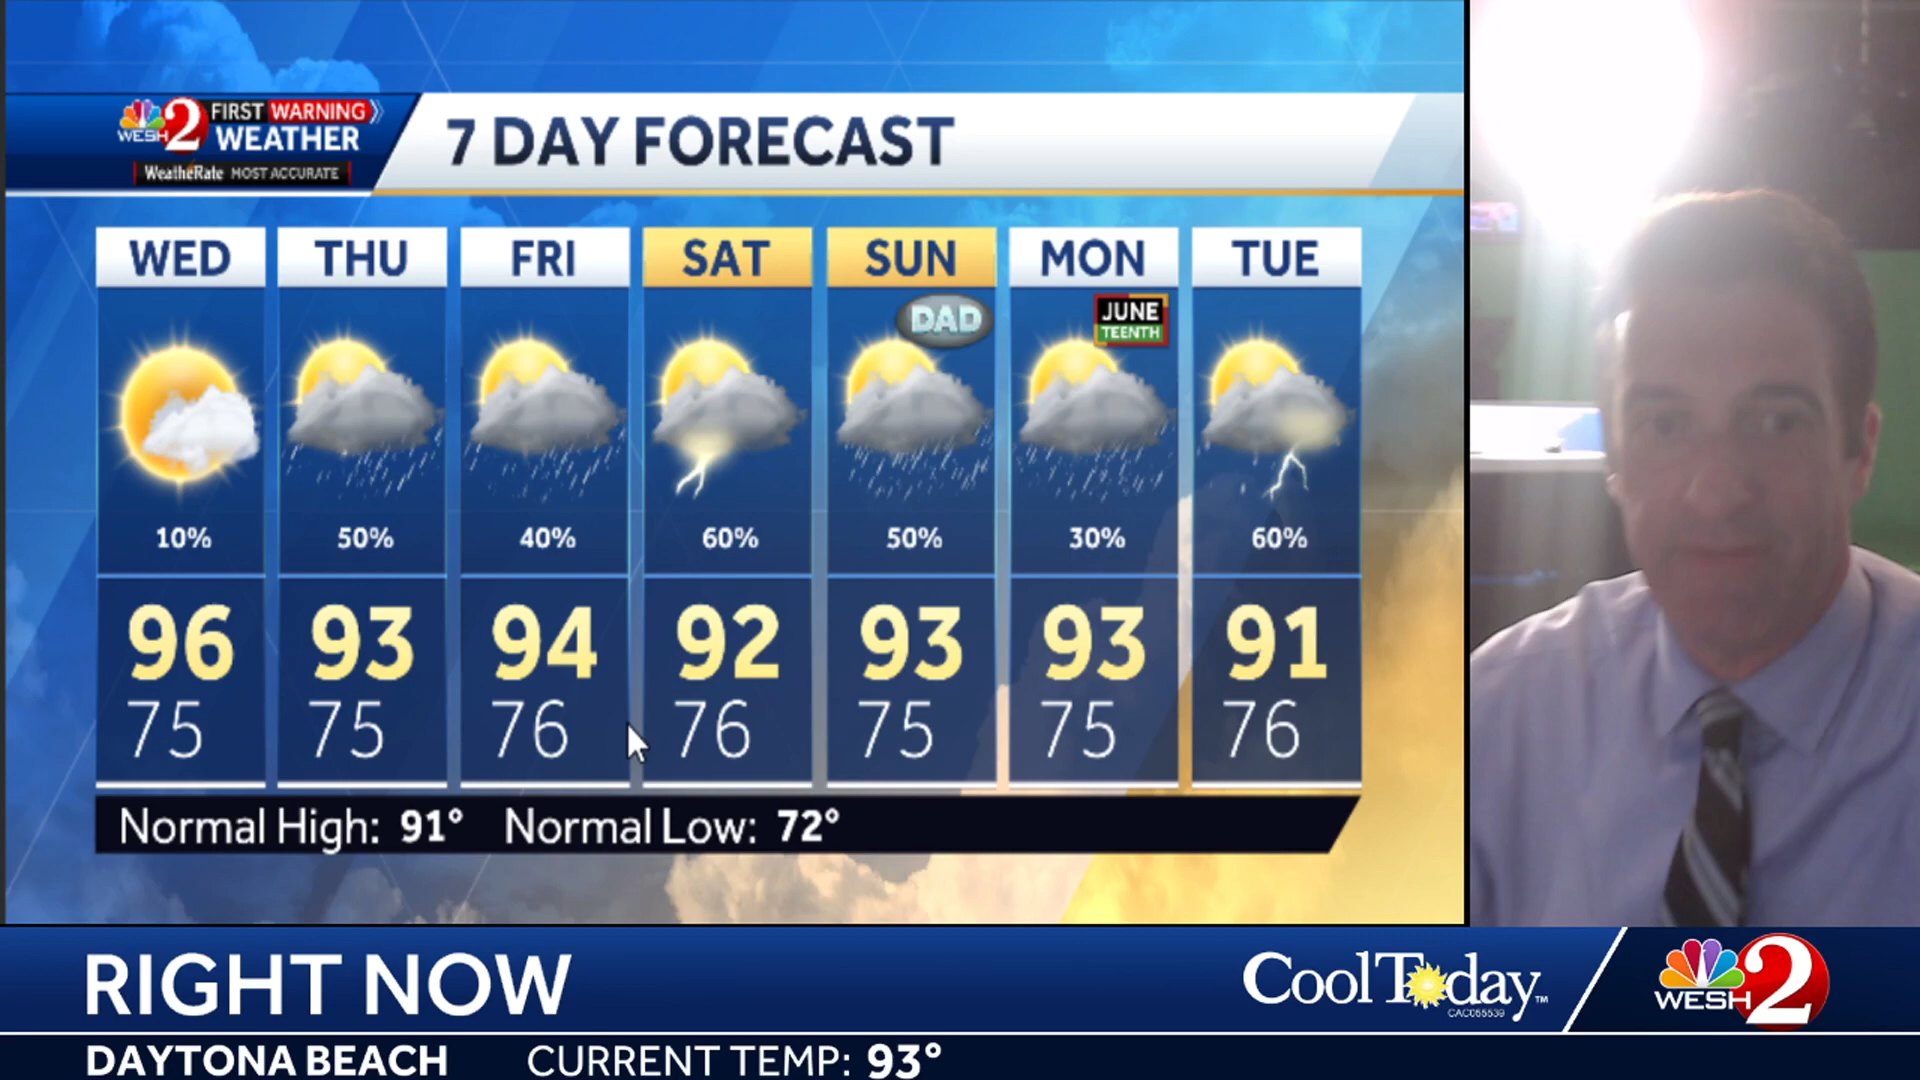 WESH 2 FIRST WARNING
WEATHER
WeatheRate MOST ACCURATE
7 DAY FORECAST
WED THU FRI SAT SUN MON TUE
DAD
JUNE
TEENTH
10% 50% 40% 60% 50% 30% 60%
96 93 94 92 93 93 91
75 75 76 76 75 75 76
Normal High: 91° Normal Low: 72°
RIGHT NOW
CoolToday™
CAC055539
WESH 2
DAYTONA BEACH CURRENT TEMP: 93°